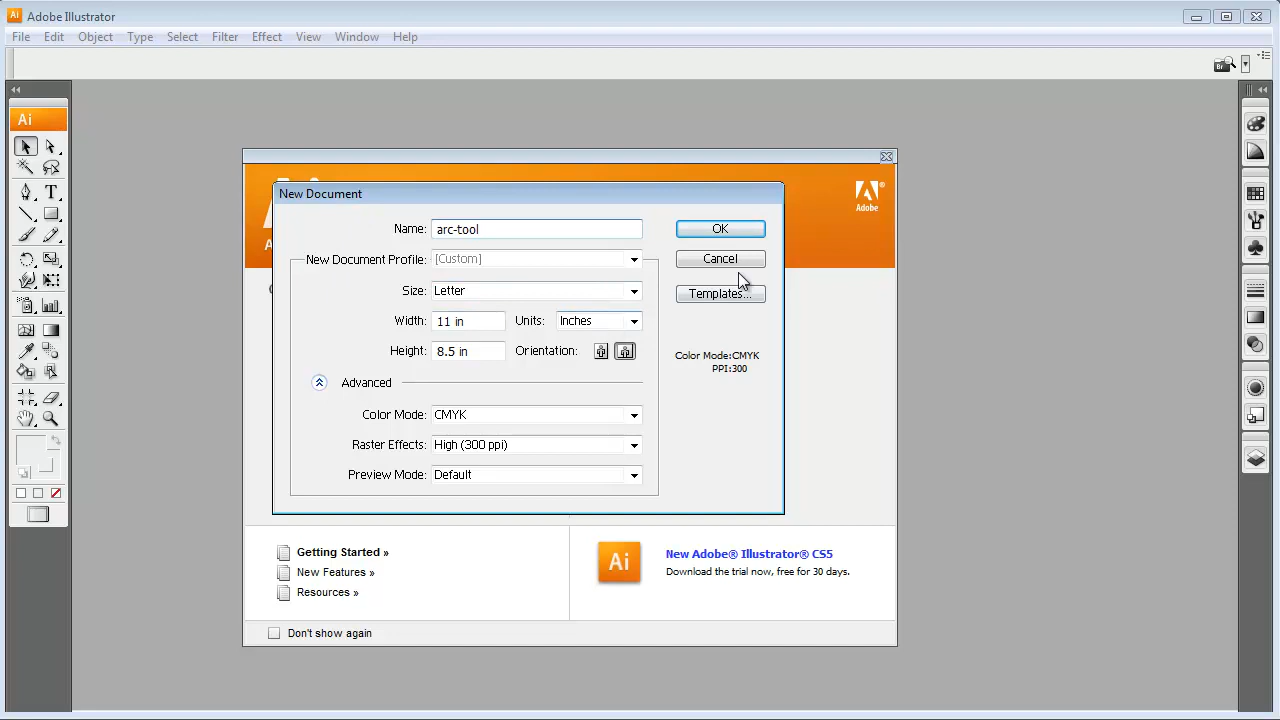 Ai Adobe Illustrator
File Edit Object Type Select Filter Effect View Window Help
Br
Ai
Adobe
New Document
Name: arc-tool OK
New Document Profile: [Custom] Cancel
Size: Letter Templates...
Width: 11 in Units: Inches
Height: 8.5 in Orientation:
Color Mode:CMYK
PPI:300
Advanced
Color Mode: CMYK
Raster Effects: High (300 ppi)
Preview Mode: Default
Getting Started »
New Features »
Resources »
Ai
New Adobe® Illustrator® CS5
Download the trial now, free for 30 days.
Don't show again